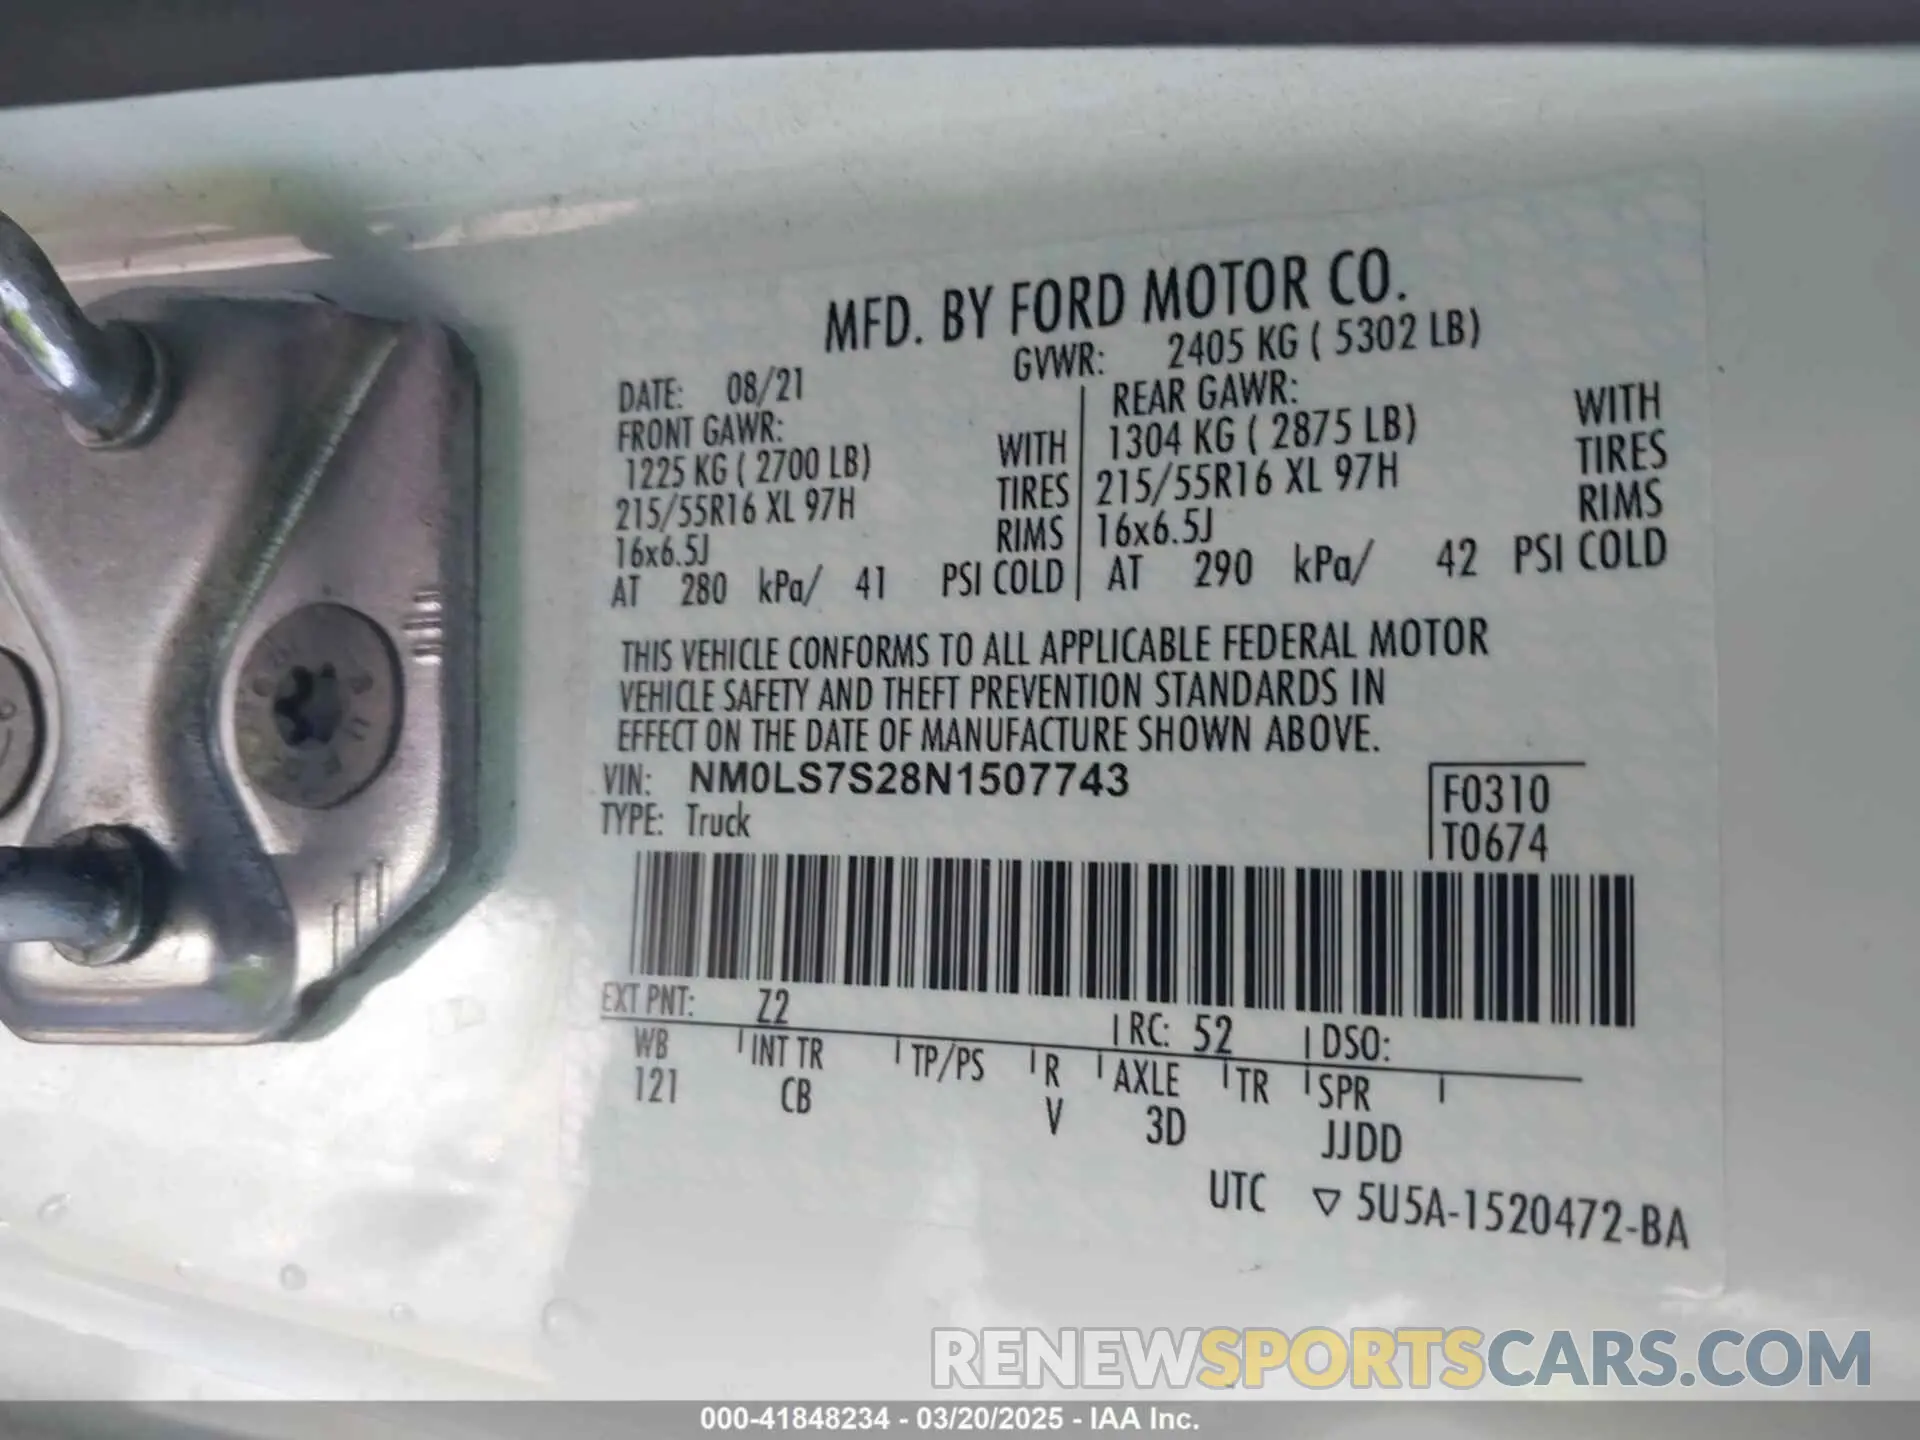 MFD. BY FORD MOTOR CO.
DATE: 08/21 GVWR: 2405 KG ( 5302 LB)
FRONT GAWR: REAR GAWR:
1225 KG ( 2700 LB) WITH 1304 KG ( 2875 LB) WITH
215/55R16 XL 97H TIRES 215/55R16 XL 97H TIRES
16x6.5J RIMS 16x6.5J RIMS
AT 280 kPa/ 41 PSI COLD AT 290 kPa/ 42 PSI COLD
THIS VEHICLE CONFORMS TO ALL APPLICABLE FEDERAL MOTOR
VEHICLE SAFETY AND THEFT PREVENTION STANDARDS IN
EFFECT ON THE DATE OF MANUFACTURE SHOWN ABOVE.
VIN: NM0LS7S28N1507743 F0310
TYPE: Truck T0674
EXT PNT: Z2 RC: 52 DSO:
WB INT TR TP/PS R AXLE TR SPR
121 CB V 3D JJDD
UTC ▽ 5U5A-1520472-BA
RENEWSPORTSCARS.COM
000-41848234 - 03/20/2025 - IAA Inc.